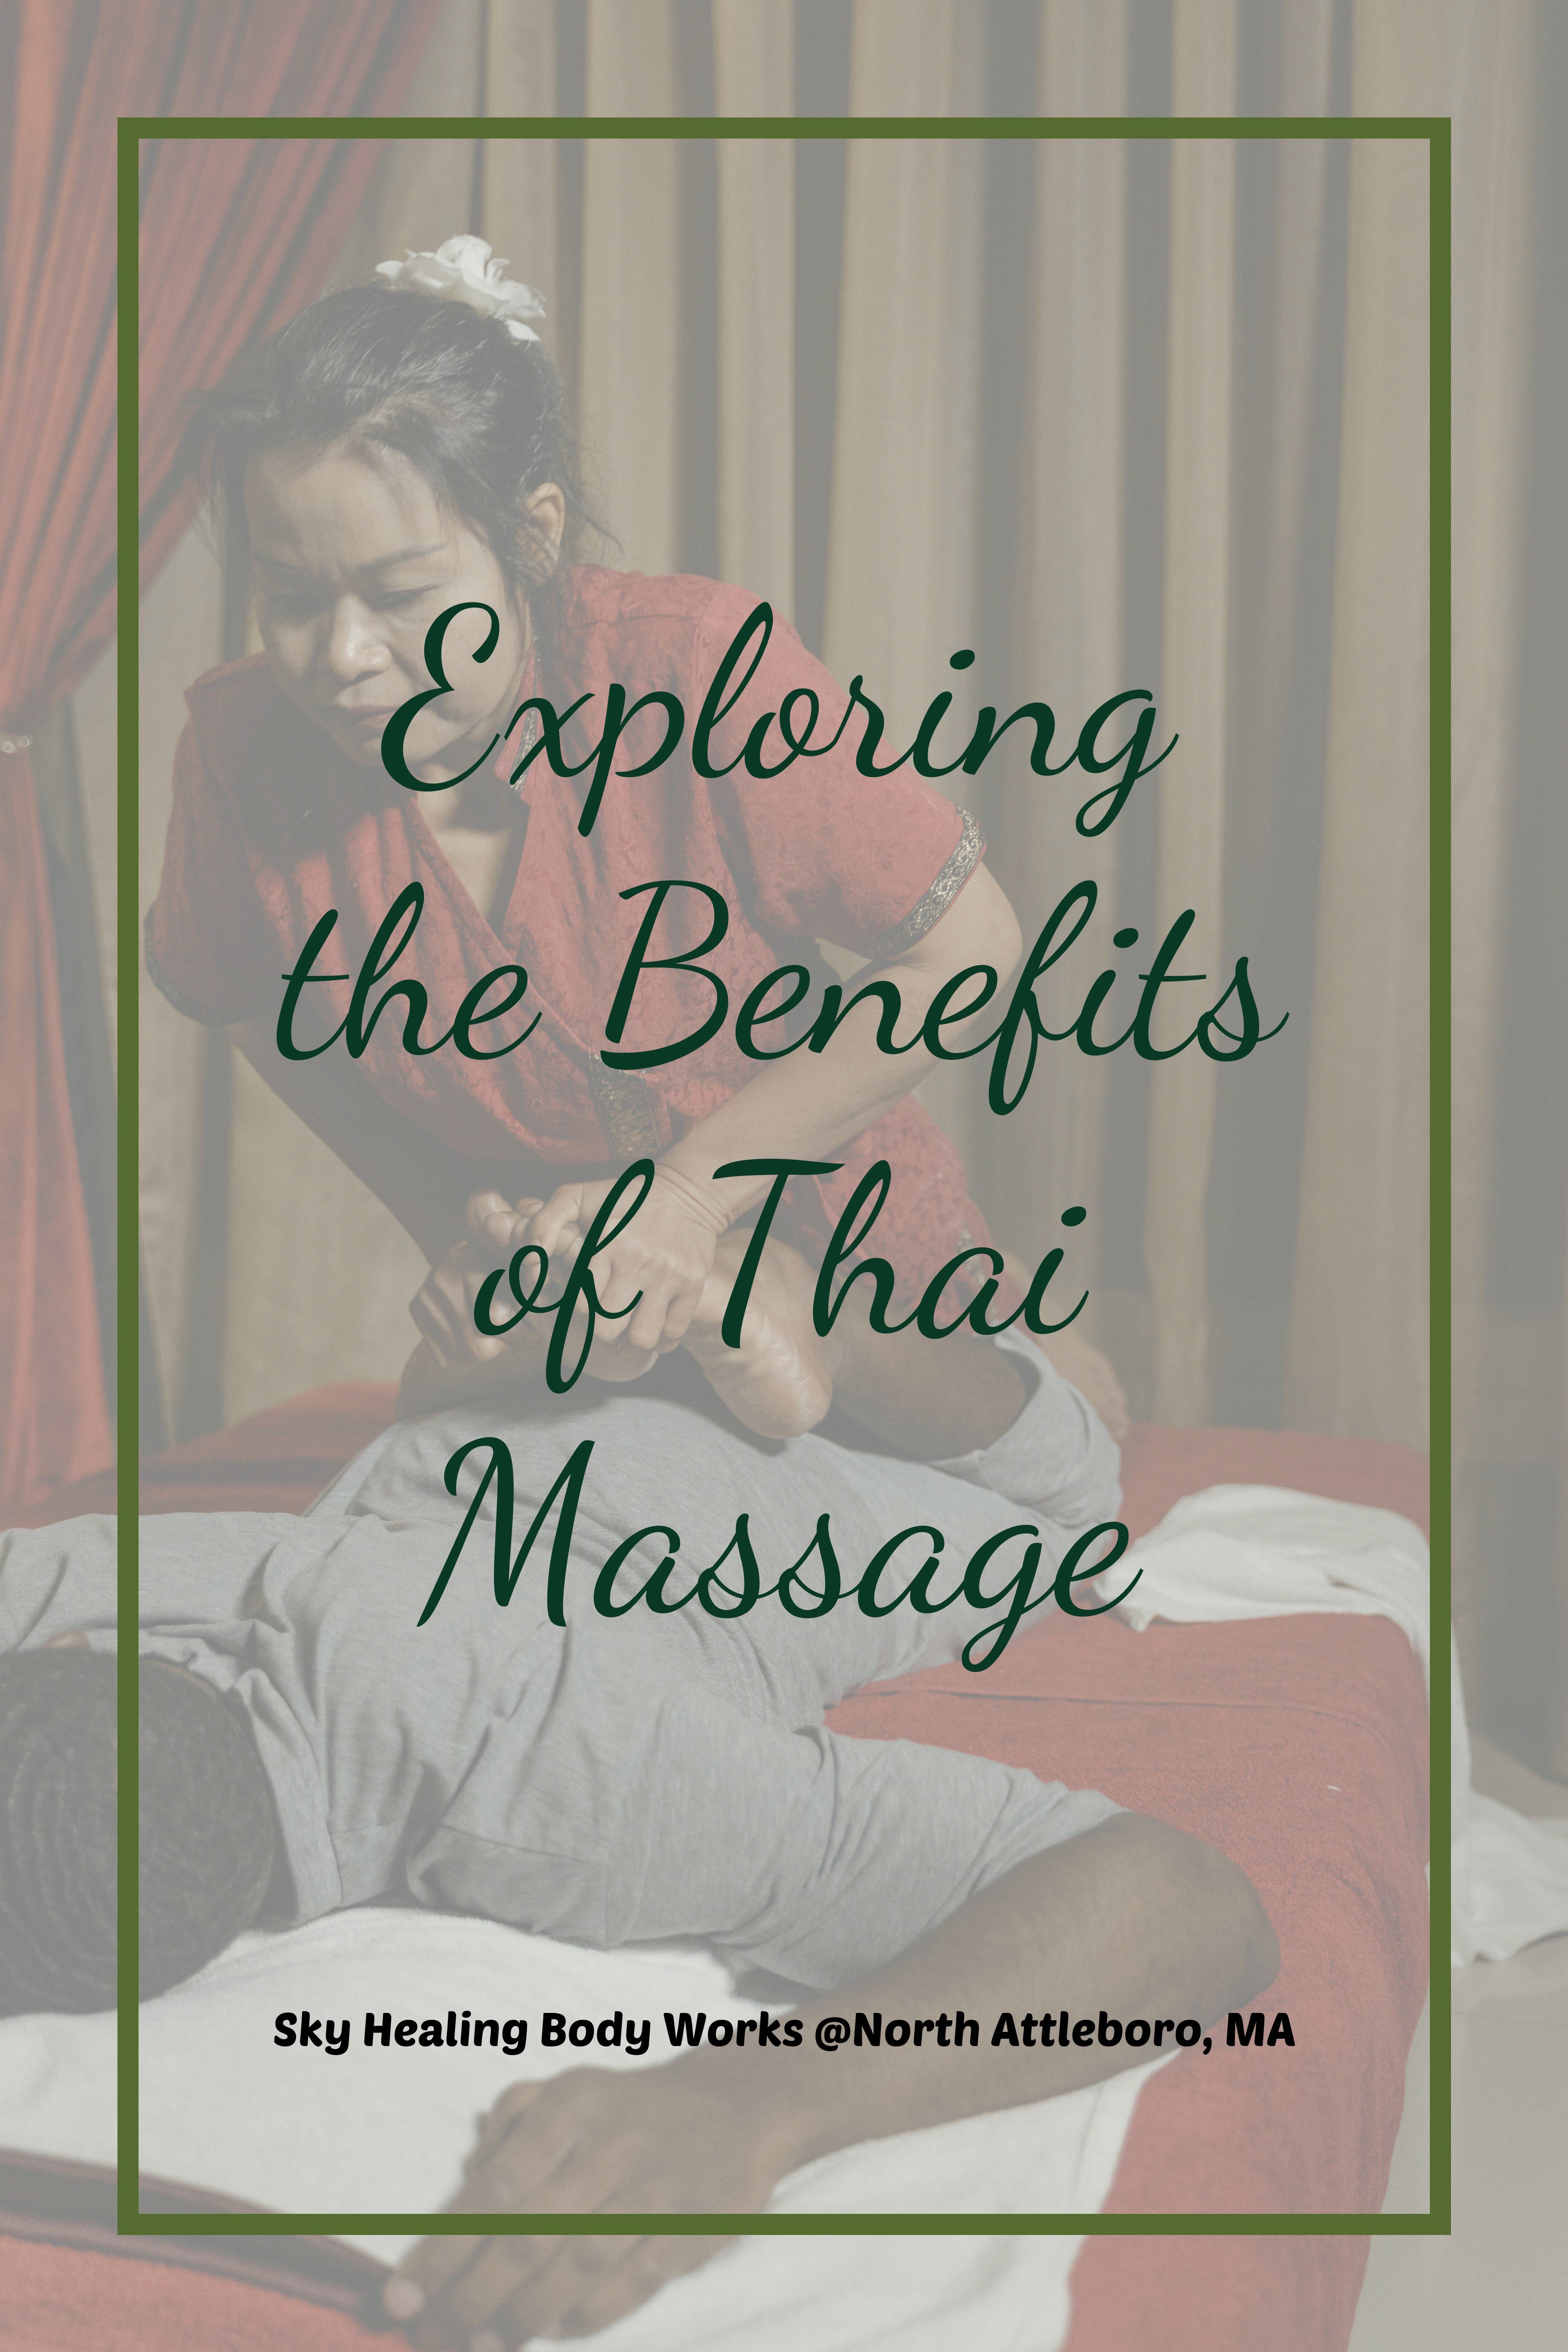 Exploring
the Benefits
of Thai
Massage
Sky Healing Body Works @North Attleboro, MA